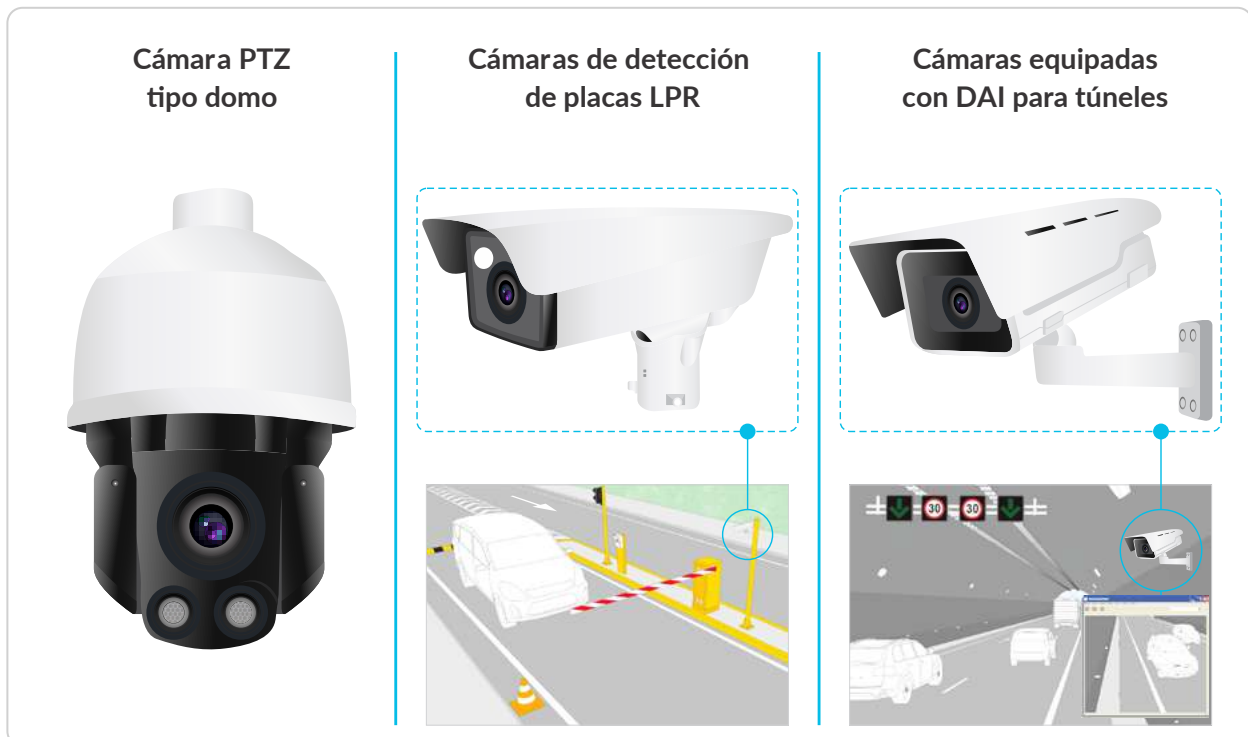 Cámara PTZ
tipo domo
Cámaras de detección
de placas LPR
Cámaras equipadas
con DAI para túneles
30
30